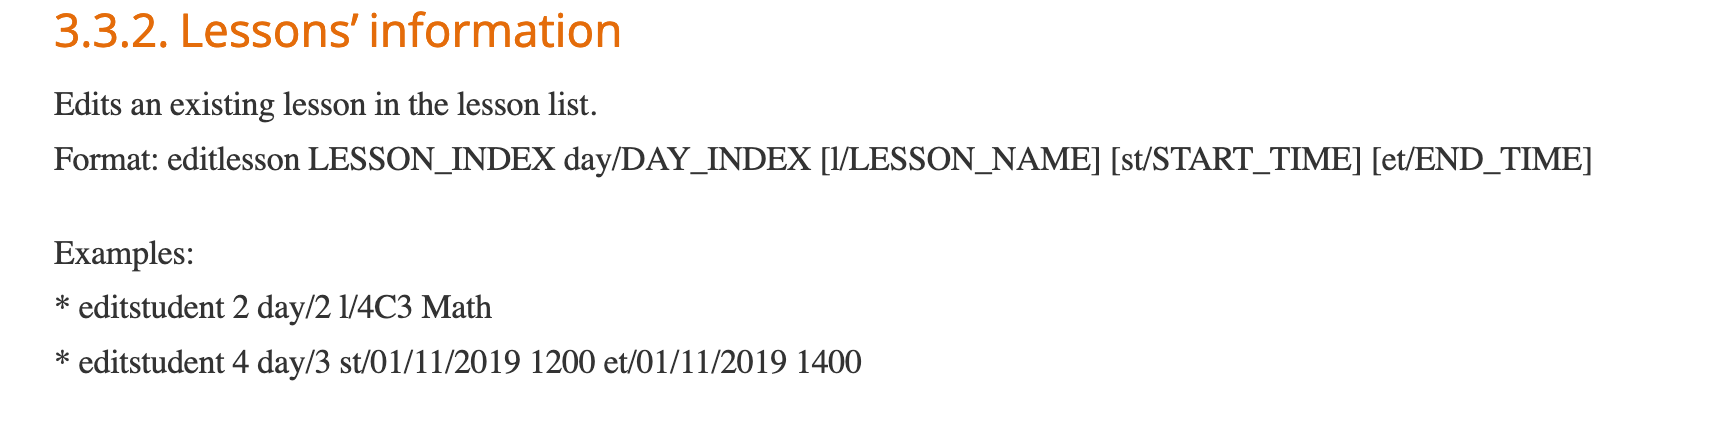 3.3.2. Lessons’ information
Edits an existing lesson in the lesson list.
Format: editlesson LESSON_INDEX day/DAY_INDEX [l/LESSON_NAME] [st/START_TIME] [et/END_TIME]
Examples:
* editstudent 2 day/2 l/4C3 Math
* editstudent 4 day/3 st/01/11/2019 1200 et/01/11/2019 1400